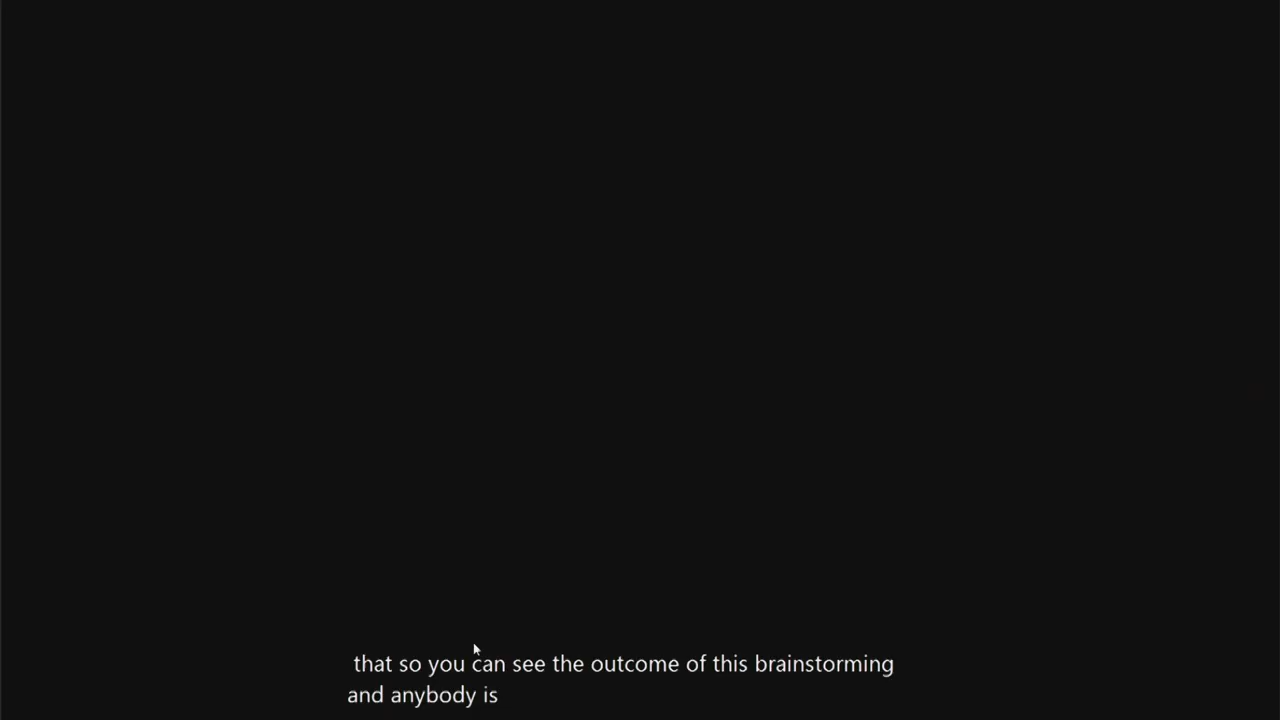 that so you can see the outcome of this brainstorming
and anybody is